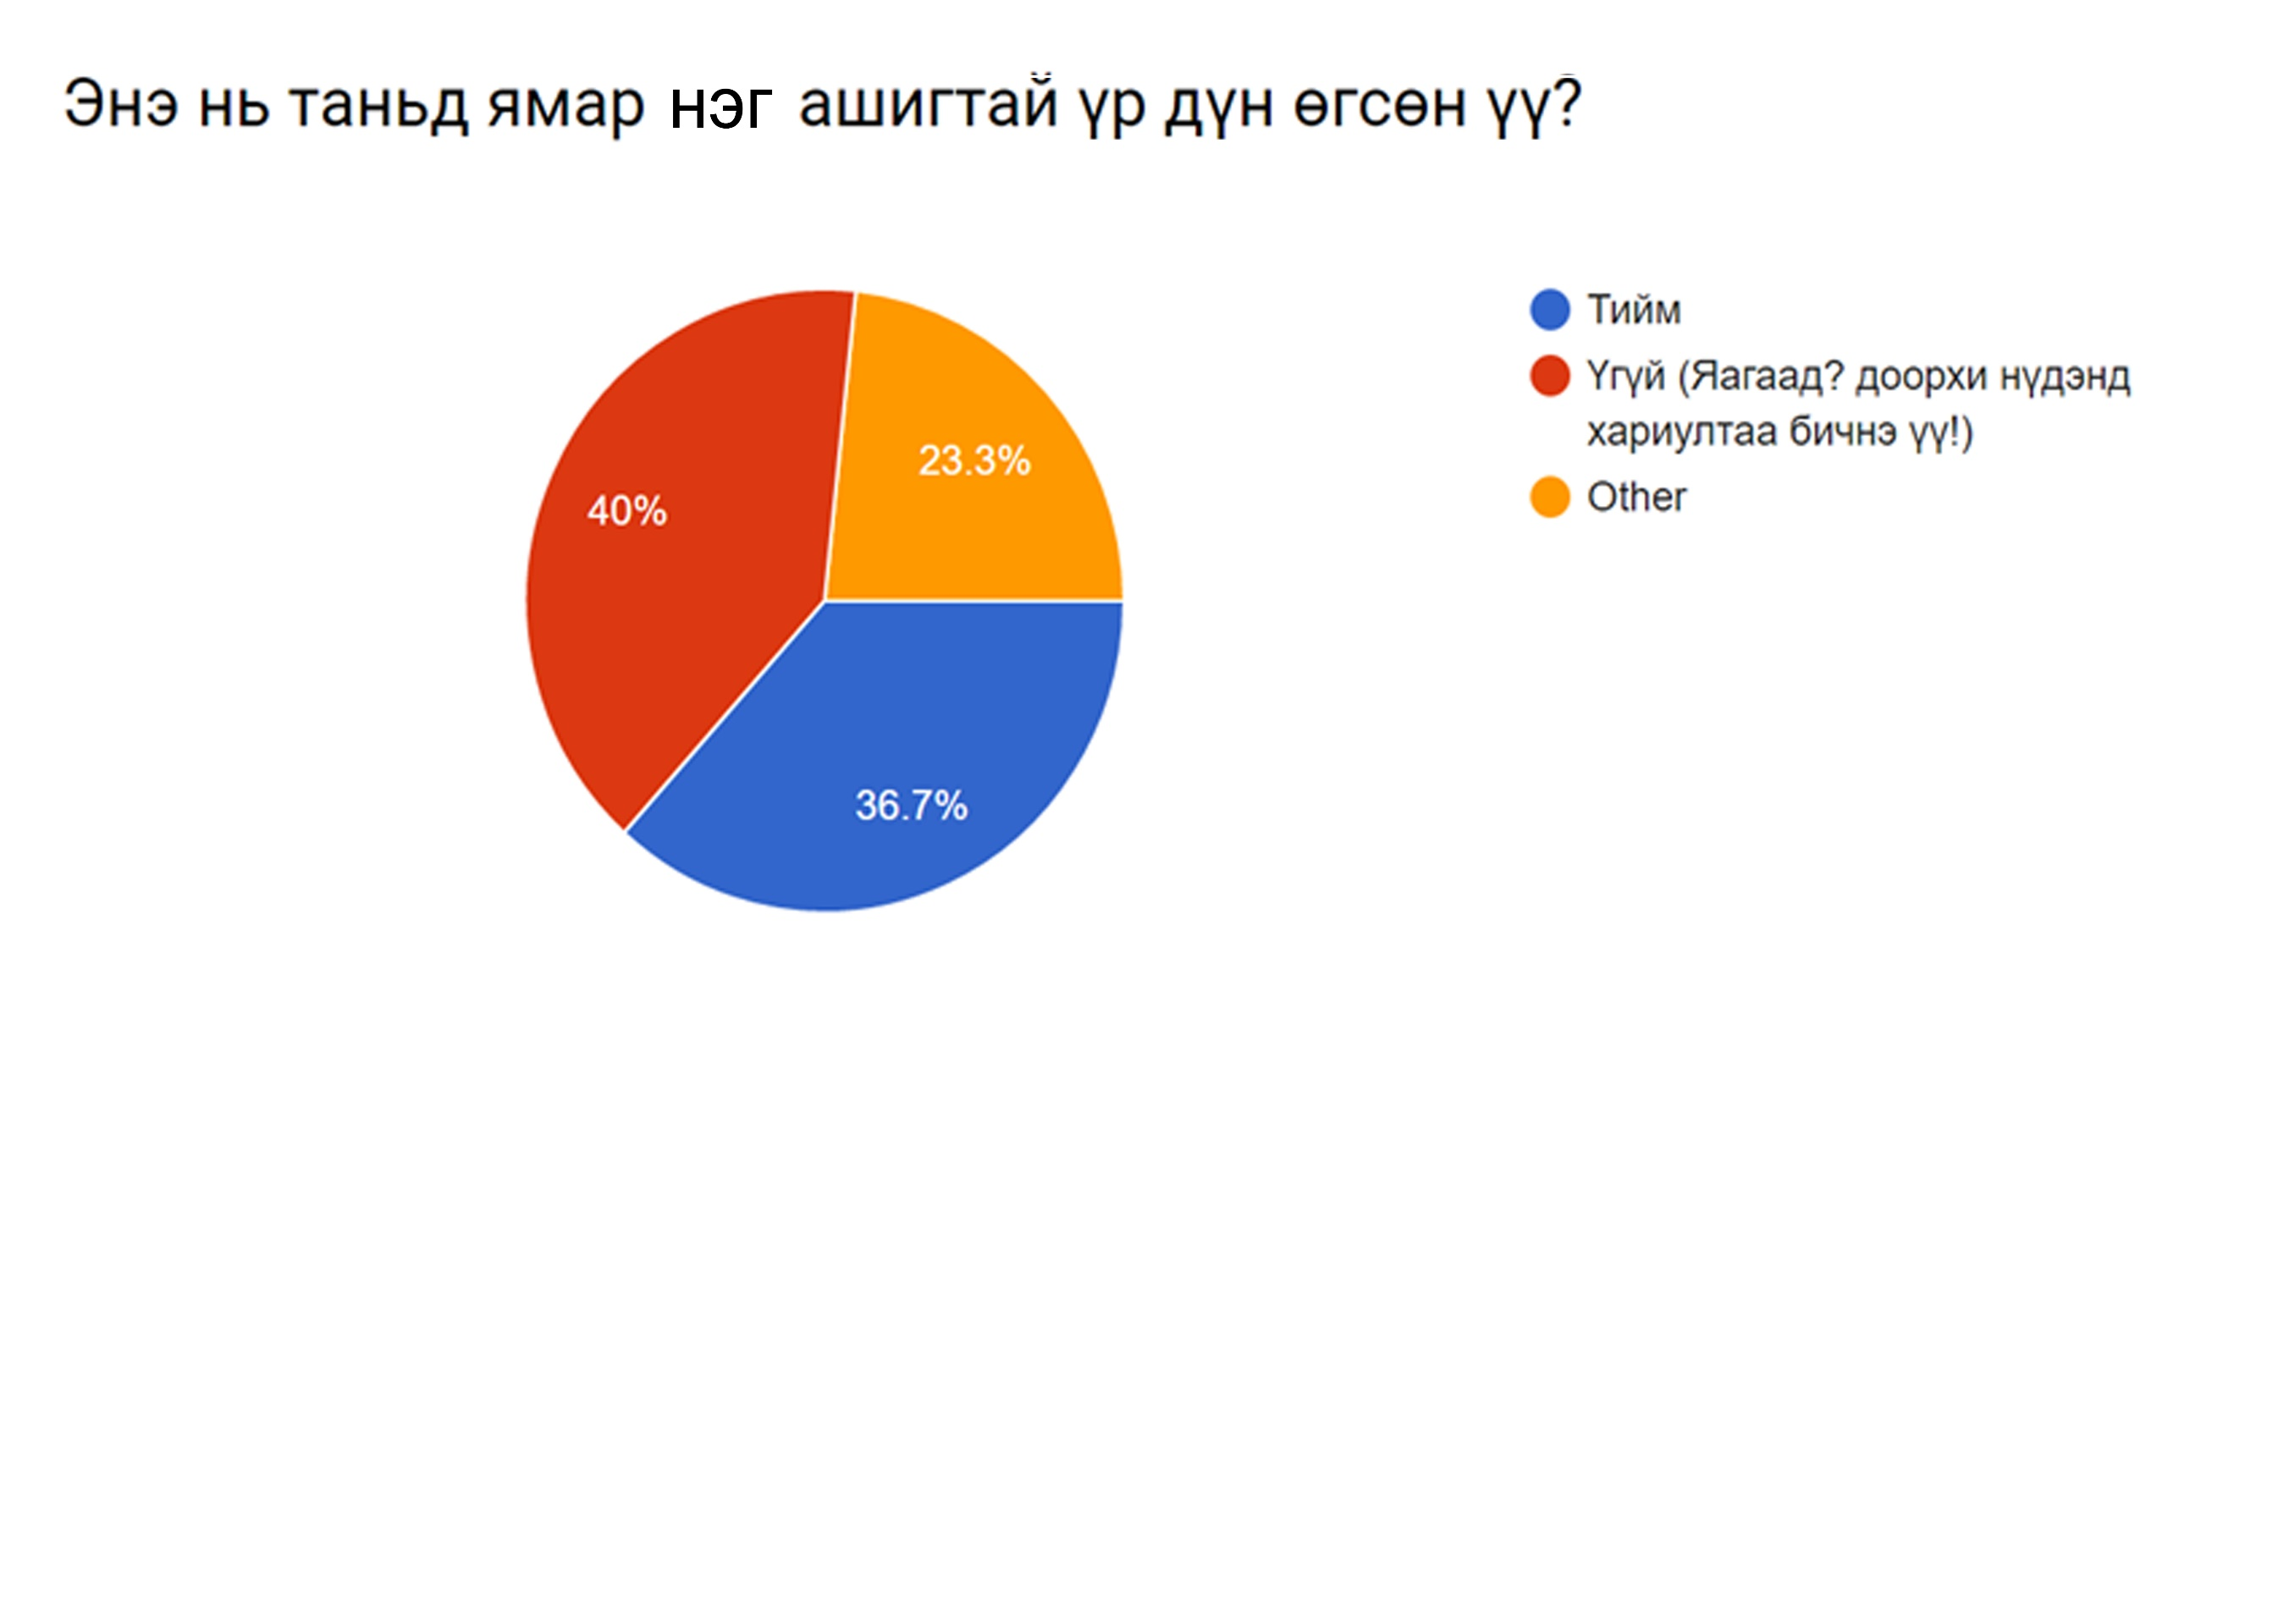 Энэ нь таньд ямар нэг ашигтай үр дүн өгсөн үү?
Тийм
Үгүй (Яагаад? доорхи нүдэнд
хариултаа бичнэ үү!)
Other
23.3%
40%
36.7%